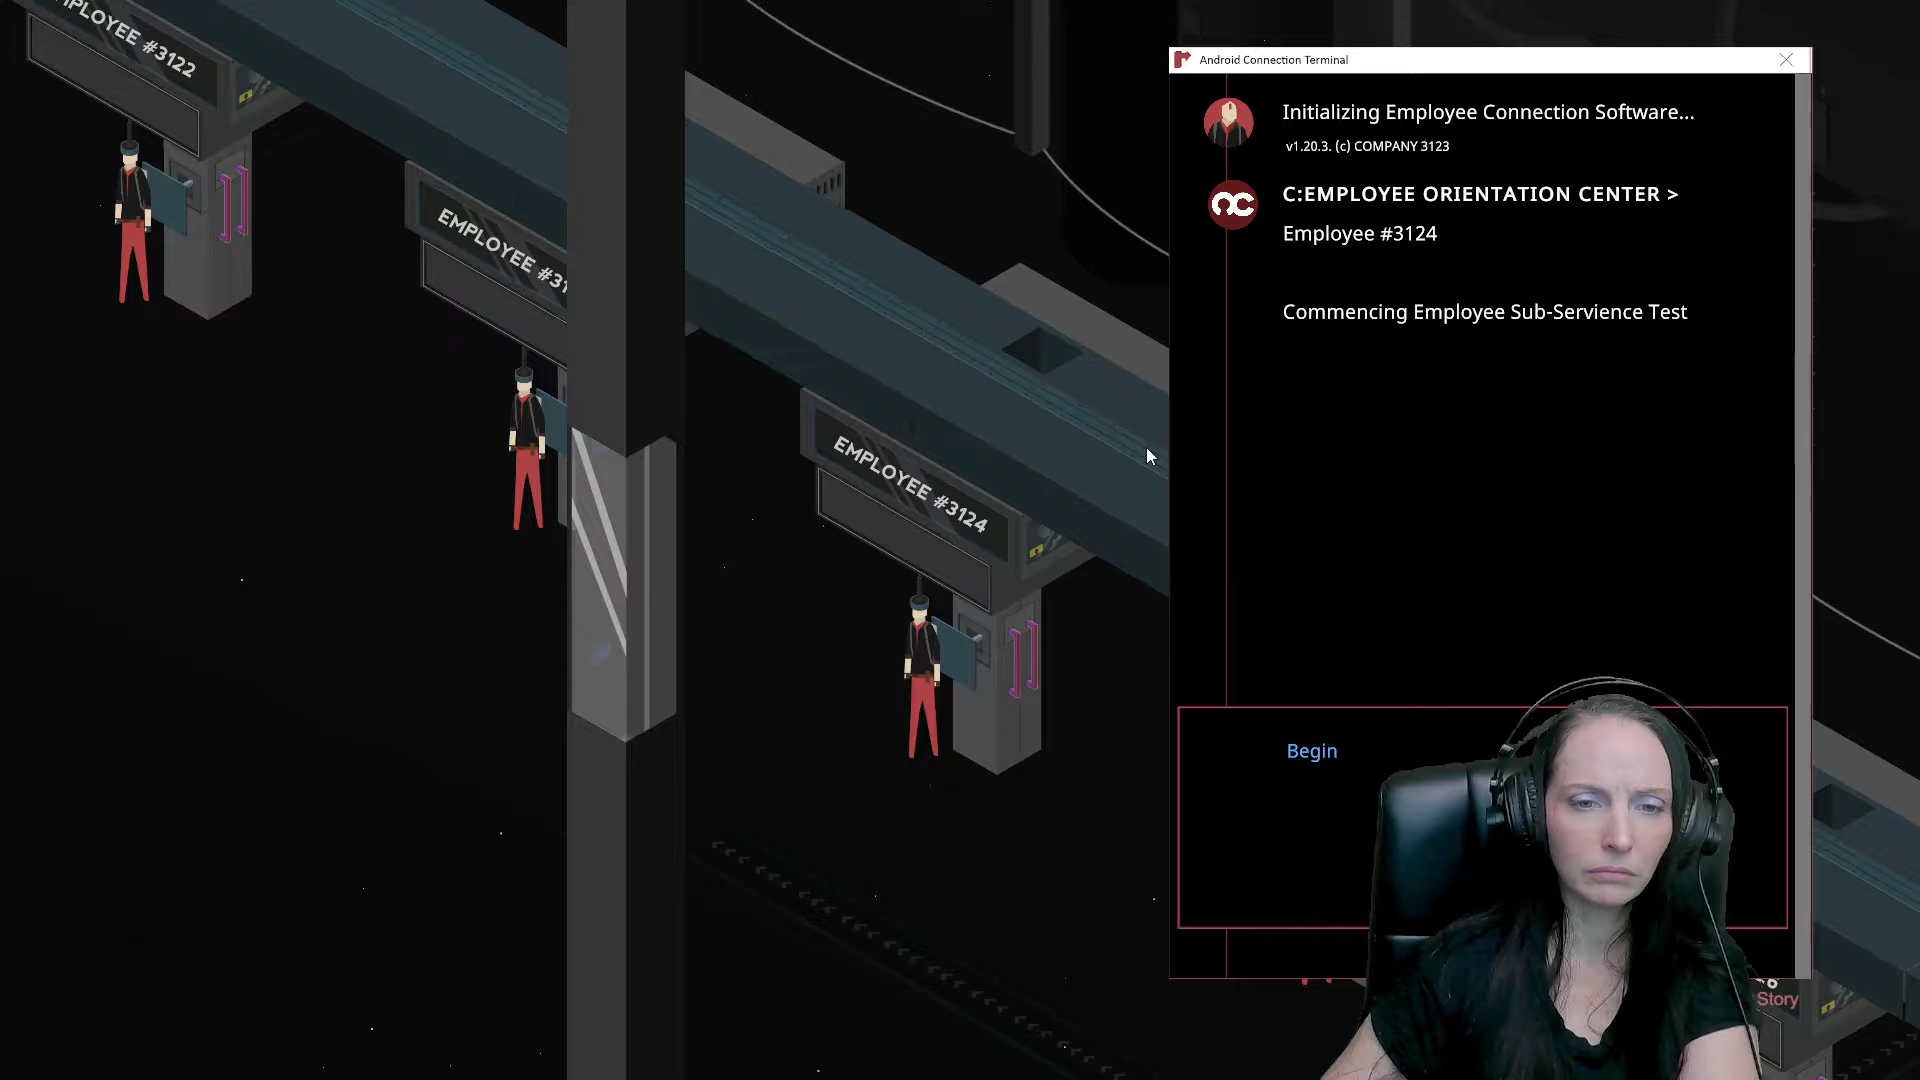 EMPLOYEE #3122
EMPLOYEE #31
EMPLOYEE #3124
Android Connection Terminal
Initializing Employee Connection Software...
v1.20.3. (c) COMPANY 3123
C:EMPLOYEE ORIENTATION CENTER >
Employee #3124
Commencing Employee Sub-Servience Test
Begin
Story